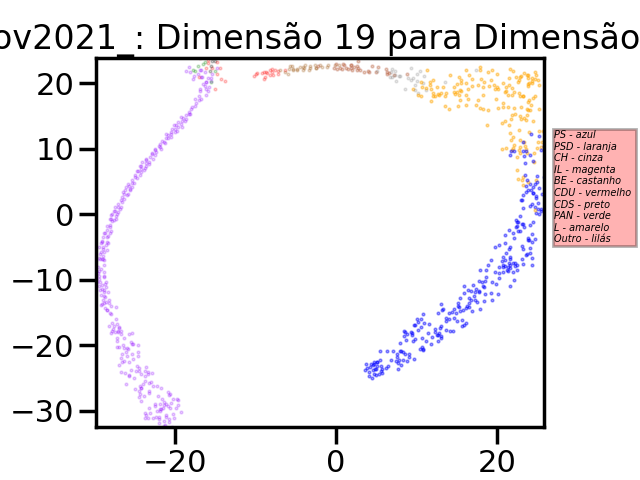 ov2021_: Dimensão 19 para Dimensão
20
10
0
−10
−20
−30
−20
0
20
PS - azul
PSD - laranja
CH - cinza
IL - magenta
BE - castanho
CDU - vermelho
CDS - preto
PAN - verde
L - amarelo
Outro - lilás